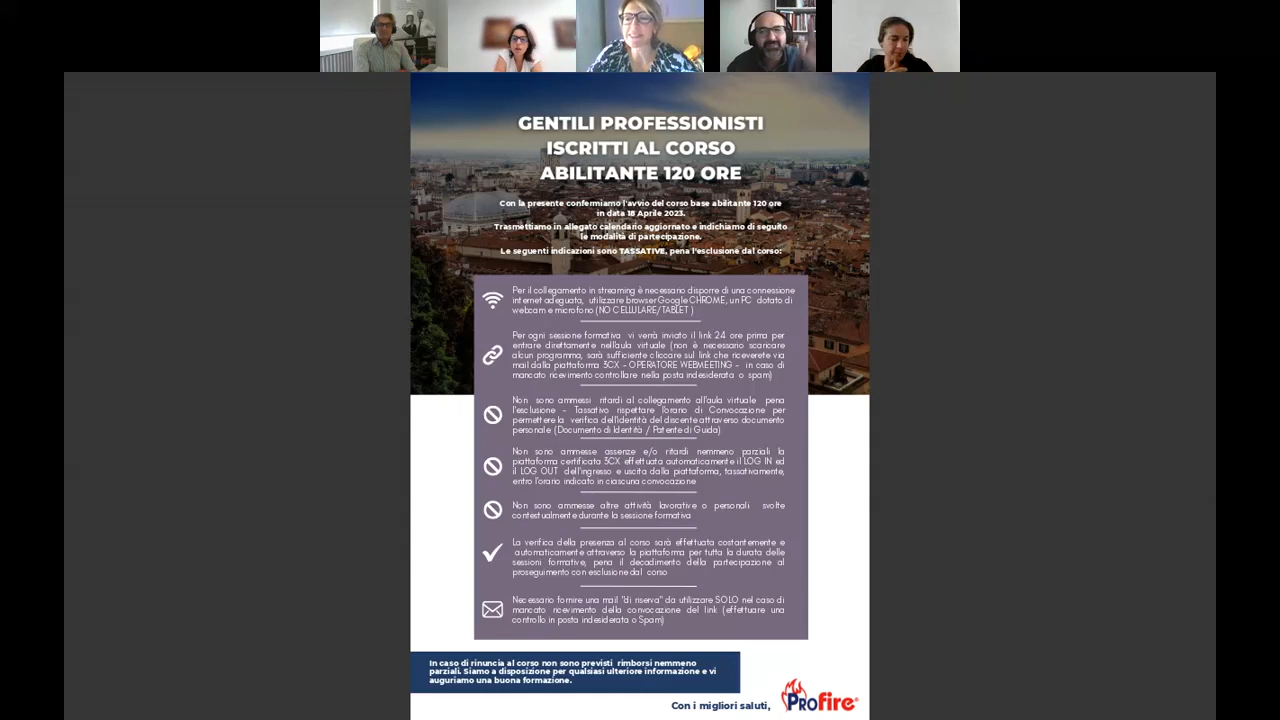 GENTILI PROFESSIONISTI
ISCRITTI AL CORSO
ABILITANTE 120 ORE
Con la presente confermiamo l'avvio del corso base abilitante 120 ore
in data 18 Aprile 2023.
Trasmettiamo in allegato calendario aggiornato e indichiamo di seguito
le modalità di partecipazione.
Le seguenti indicazioni sono TASSATIVE, pena l'esclusione dal corso:
Per il collegamento in streaming è necessario disporre di una connessione
internet adeguata, utilizzare browser Google CHROME, un PC dotato di
webcam e microfono (NO CELLULARE/TABLET )
Per ogni sessione formativa vi verrà inviato il link 24 ore prima per
entrare direttamente nell'aula virtuale (non è necessario scaricare
alcun programma, sarà sufficiente cliccare sul link che riceverete via
mail dalla piattaforma 3CX - OPERATORE WEBMEETING - in caso di
mancato ricevimento controllare nella posta indesiderata o spam)
Non sono ammessi ritardi al collegamento all'aula virtuale pena
l'esclusione - Tassativo rispettare l'orario di Convocazione per
permettere la verifica dell'identità del discente attraverso documento
personale (Documento di Identità / Patente di Guida)
Non sono ammesse assenze e/o ritardi nemmeno parziali la
piattaforma certificata 3CX effettuata automaticamente il LOG IN ed
il LOG OUT dell'ingresso e uscita dalla piattaforma, tassativamente,
entro l'orario indicato in ciascuna convocazione
Non sono ammesse altre attività lavorative o personali svolte
contestualmente durante la sessione formativa
La verifica della presenza al corso sarà effettuata costantemente e
automaticamente attraverso la piattaforma per tutta la durata delle
sessioni formative, pena il decadimento della partecipazione al
proseguimento con esclusione dal corso
Necessario fornire una mail "di riserva" da utilizzare SOLO nel caso di
mancato ricevimento della convocazione del link (effettuare una
controllo in posta indesiderata o Spam)
In caso di rinuncia al corso non sono previsti rimborsi nemmeno
parziali. Siamo a disposizione per qualsiasi ulteriore informazione e vi
auguriamo una buona formazione.
Con i migliori saluti,
PROfire®